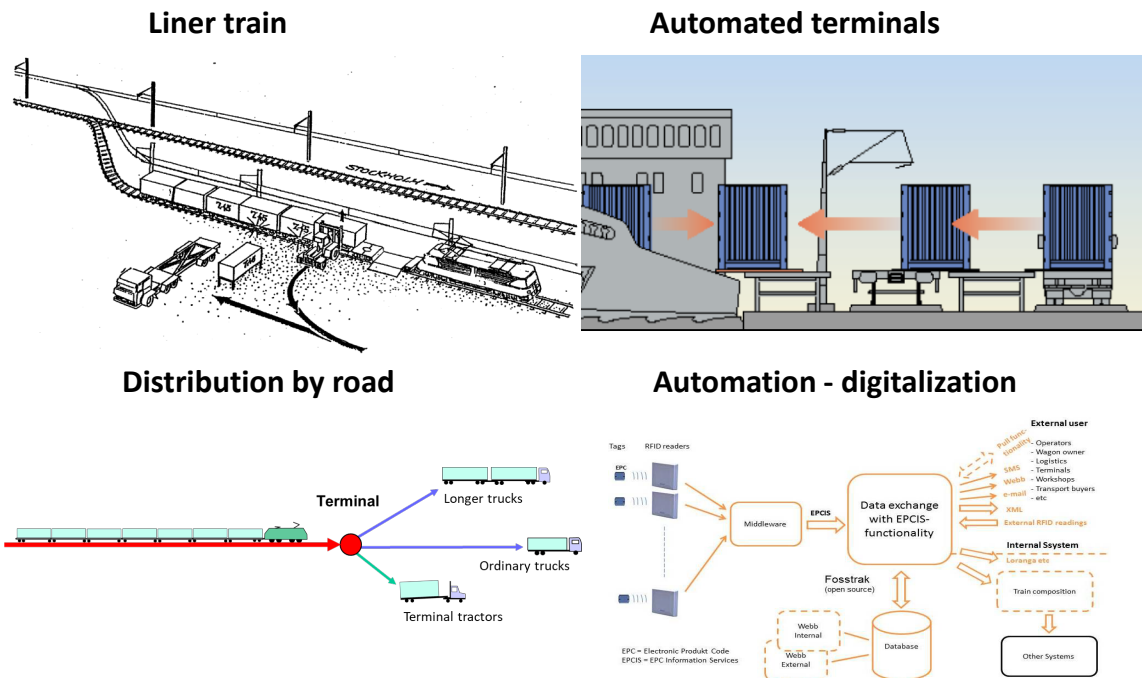 Liner train
Automated terminals
STOCKHOLM
Distribution by road
Automation - digitalization
Terminal
Longer trucks
Ordinary trucks
Terminal tractors
Tags
RFID readers
EPC
Middleware
EPCIS
Data exchange
with EPCIS-
functionality
Fosstrak
(open source)
Database
Webb
Internal
Webb
External
EPC = Electronic Produkt Code
EPCIS = EPC Information Services
External user
Pull func-
tionality
- Operators
- Wagon owner
- Logistics
- Terminals
- Workshops
- Transport buyers
- etc
SMS
Webb
e-mail
XML
External RFID readings
Internal Ssystem
Loranga etc
Train composition
Other Systems